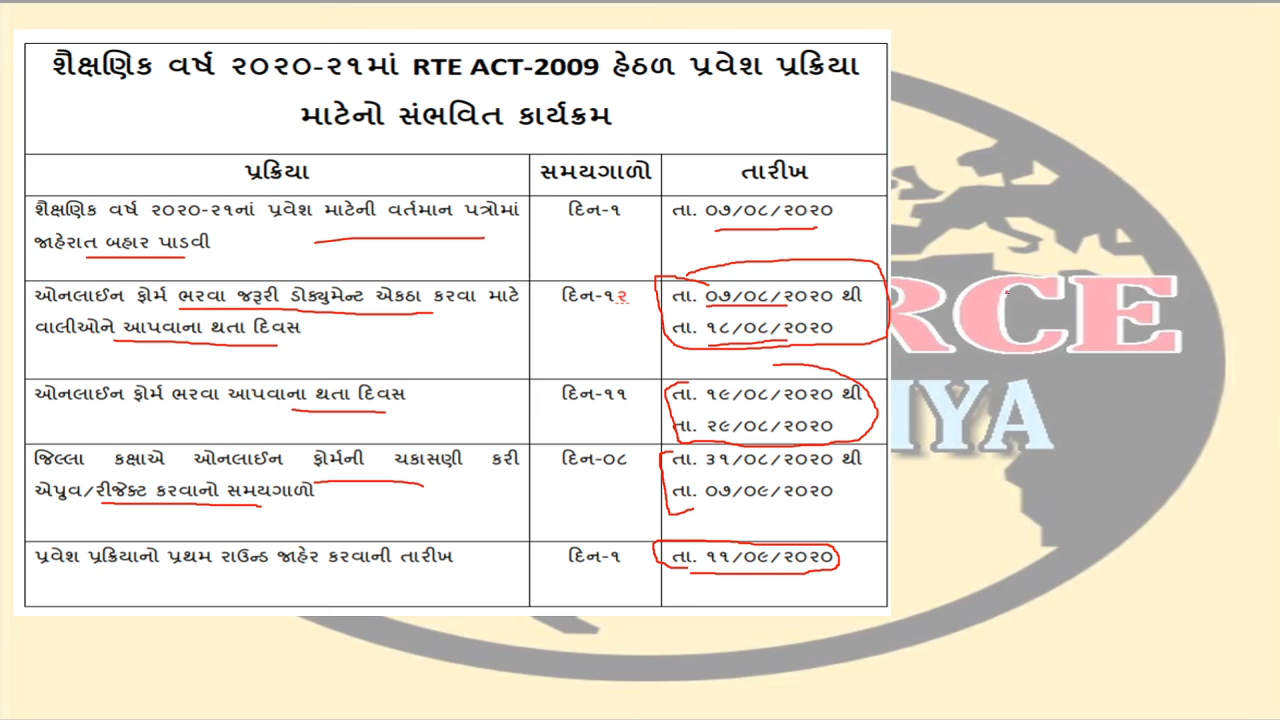 શૈક્ષણિક વર્ષ ૨૦૨૦-૨૧માં RTE ACT-2009 હેઠળ પ્રવેશ પ્રક્રિયા
માટેનો સંભવિત કાર્યક્રમ
પ્રક્રિયા સમયગાળો તારીખ
શૈક્ષણિક વર્ષ ૨૦૨૦-૨૧નાં પ્રવેશ માટેની વર્તમાન પત્રોમાં દિન-૧ તા. ૦૭/૦૮/૨૦૨૦
જાહેરાત બહાર પાડવી
ઓનલાઈન ફોર્મ ભરવા જરૂરી ડોક્યુમેન્ટ એકઠા કરવા માટે દિન-૧૨ તા. ૦૭/૦૮/૨૦૨૦ થી
વાલીઓને આપવાના થતા દિવસ તા. ૧૮/૦૮/૨૦૨૦
ઓનલાઈન ફોર્મ ભરવા આપવાના થતા દિવસ દિન-૧૧ તા. ૧૯/૦૮/૨૦૨૦ થી
તા. ૨૯/૦૮/૨૦૨૦
જિલ્લા કક્ષાએ ઓનલાઈન ફોર્મની ચકાસણી કરી દિન-૦૮ તા. ૩૧/૦૮/૨૦૨૦ થી
એપ્રુવ/રીજેક્ટ કરવાનો સમયગાળો તા. ૦૭/૦૯/૨૦૨૦
પ્રવેશ પ્રક્રિયાનો પ્રથમ રાઉન્ડ જાહેર કરવાની તારીખ દિન-૧ તા. ૧૧/૦૯/૨૦૨૦
RCE
IYA